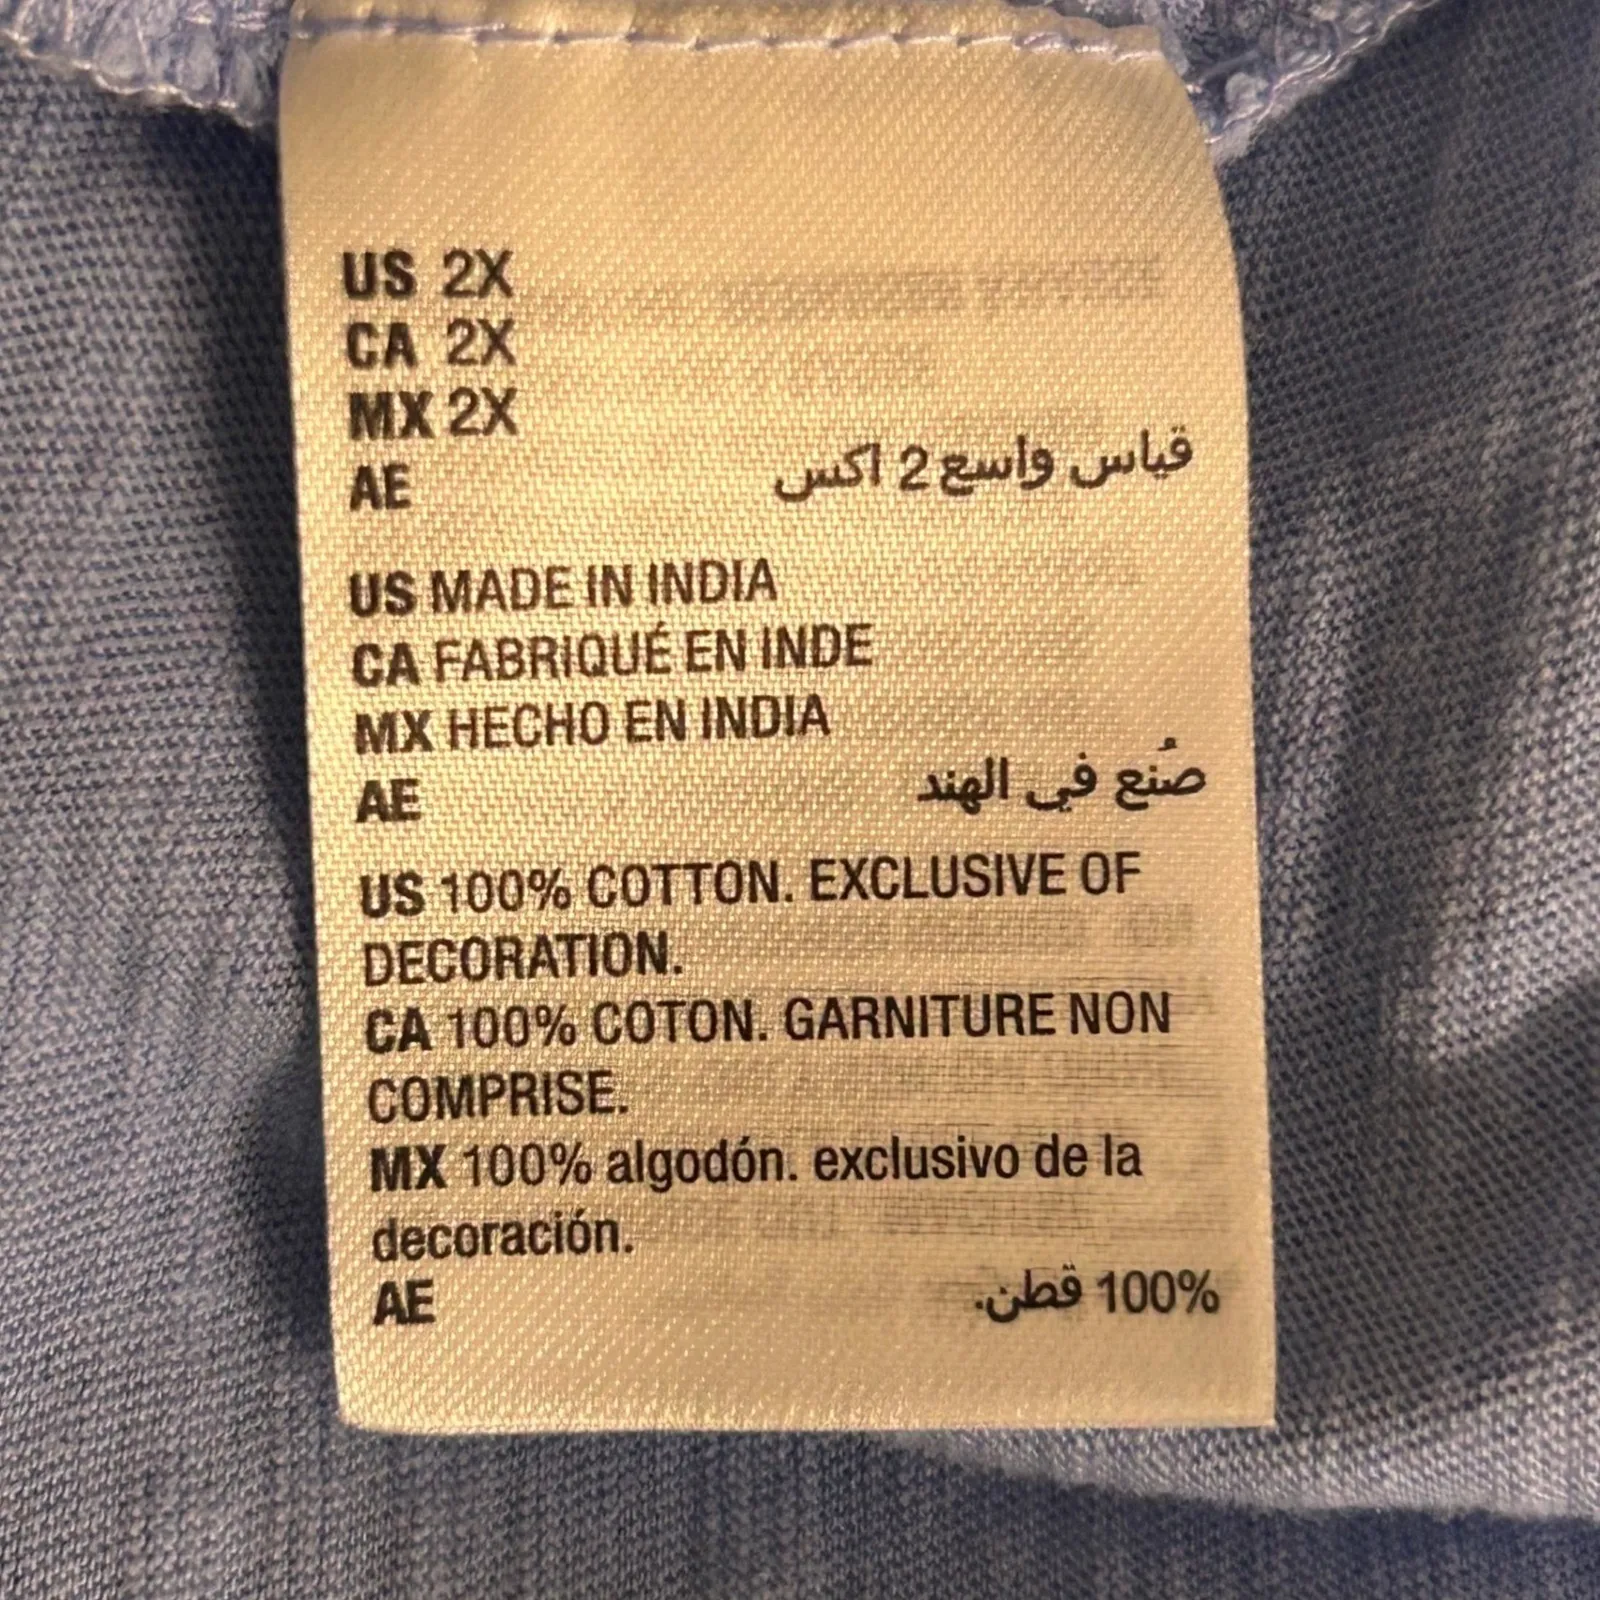 US 2X
CA 2X
MX 2X
AE قياس واسع 2 اكس
US MADE IN INDIA
CA FABRIQUÉ EN INDE
MX HECHO EN INDIA
AE صُنع في الهند
US 100% COTTON. EXCLUSIVE OF
DECORATION.
CA 100% COTON. GARNITURE NON
COMPRISE.
MX 100% algodón. exclusivo de la
decoración.
AE 100% قطن.